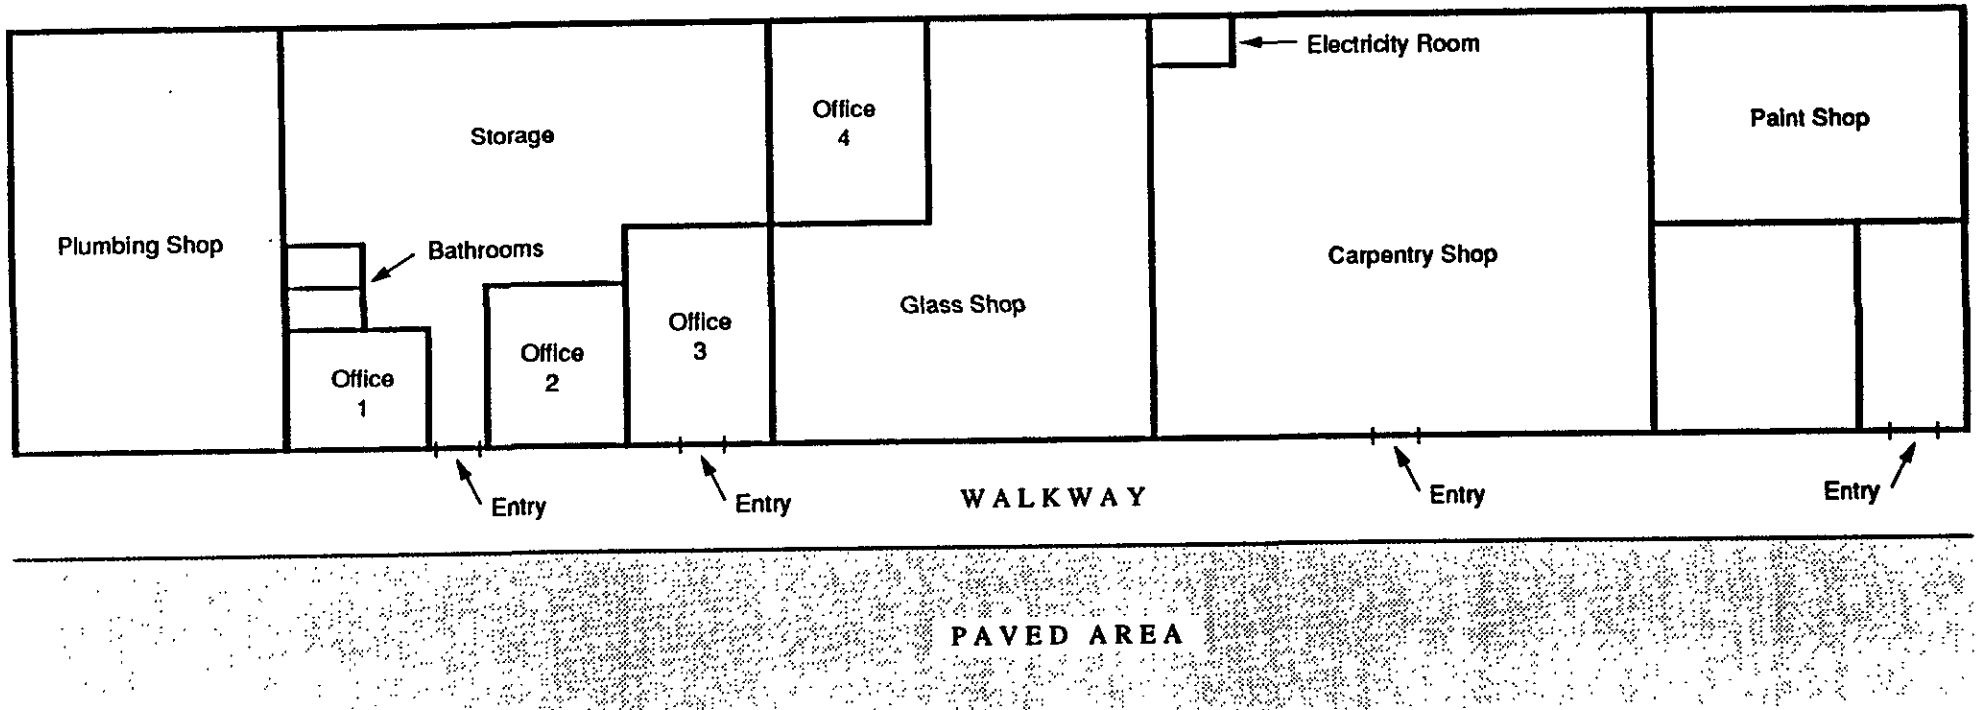 Electricity Room
Office
4
Paint Shop
Storage
Plumbing Shop
Bathrooms
Carpentry Shop
Glass Shop
Office
3
Office
2
Office
1
Entry
Entry
WALKWAY
Entry
Entry
PAVED AREA